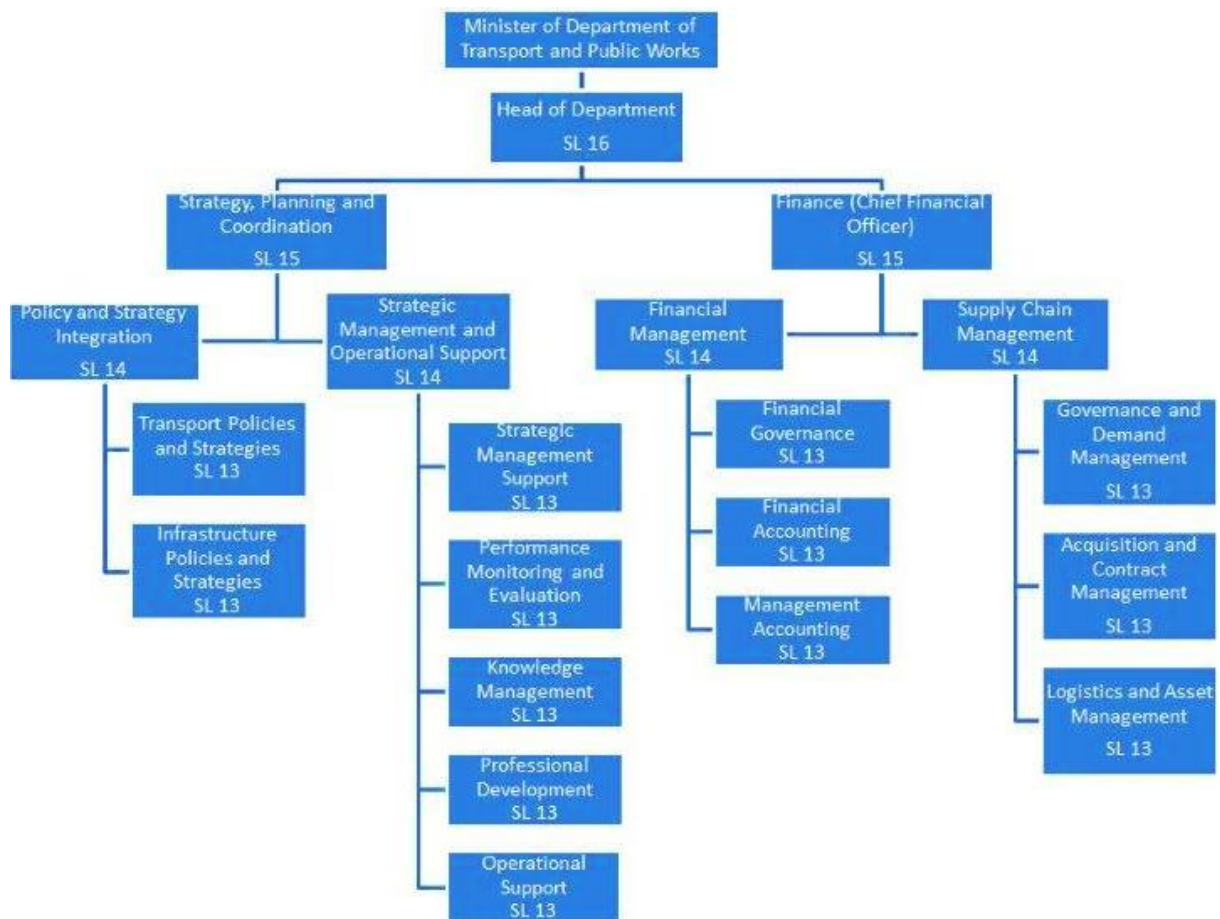 Minister of Department of
Transport and Public Works
Head of Department
SL 16
Strategy, Planning and
Coordination
SL 15
Finance (Chief Financial
Officer)
SL 15
Policy and Strategy
Integration
SL 14
Strategic
Management and
Operational Support
SL 14
Financial
Management
SL 14
Supply Chain
Management
SL 14
Transport Policies
and Strategies
SL 13
Infrastructure
Policies and
Strategies
SL 13
Strategic
Management
Support
SL 13
Performance
Monitoring and
Evaluation
SL 13
Knowledge
Management
SL 13
Professional
Development
SL 13
Operational
Support
SL 13
Financial
Governance
SL 13
Financial
Accounting
SL 13
Management
Accounting
SL 13
Governance and
Demand
Management
SL 13
Acquisition and
Contract
Management
SL 13
Logistics and Asset
Management
SL 13